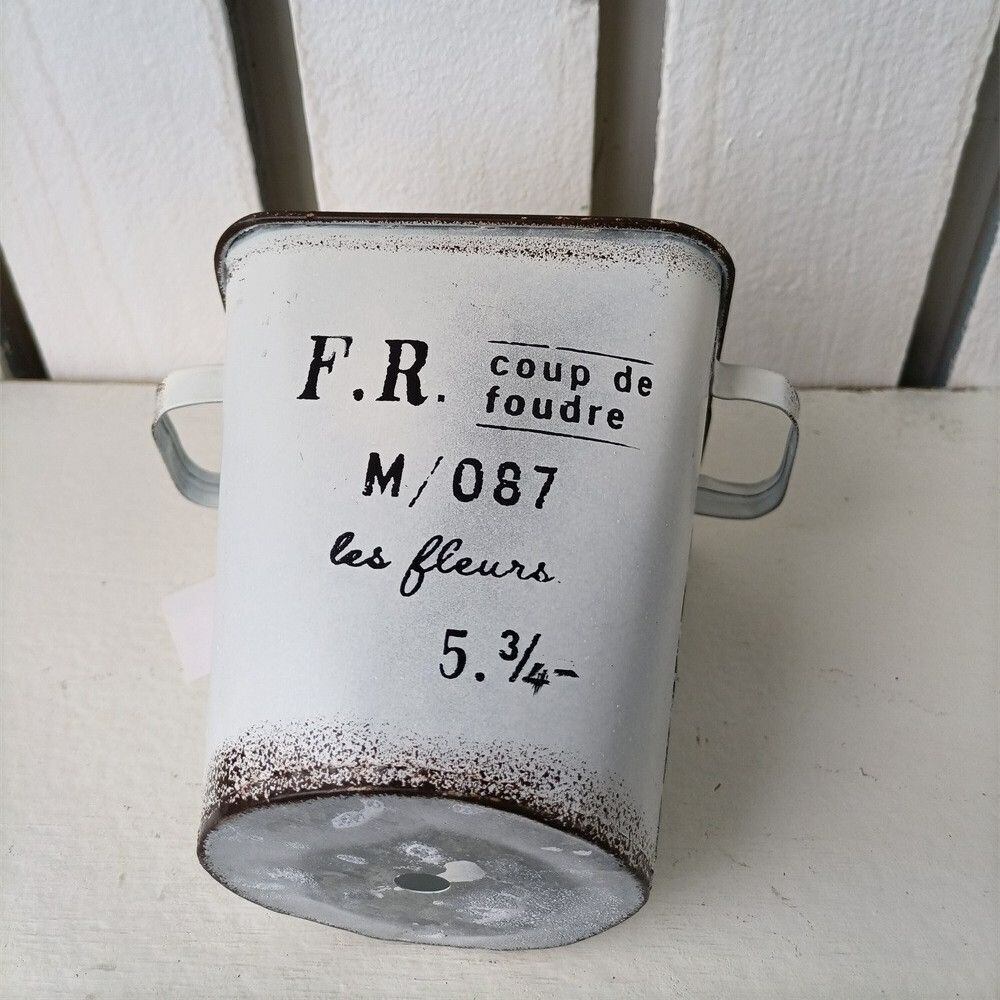 F.R. coup de
foudre
M/087
les fleurs.
5.¾-